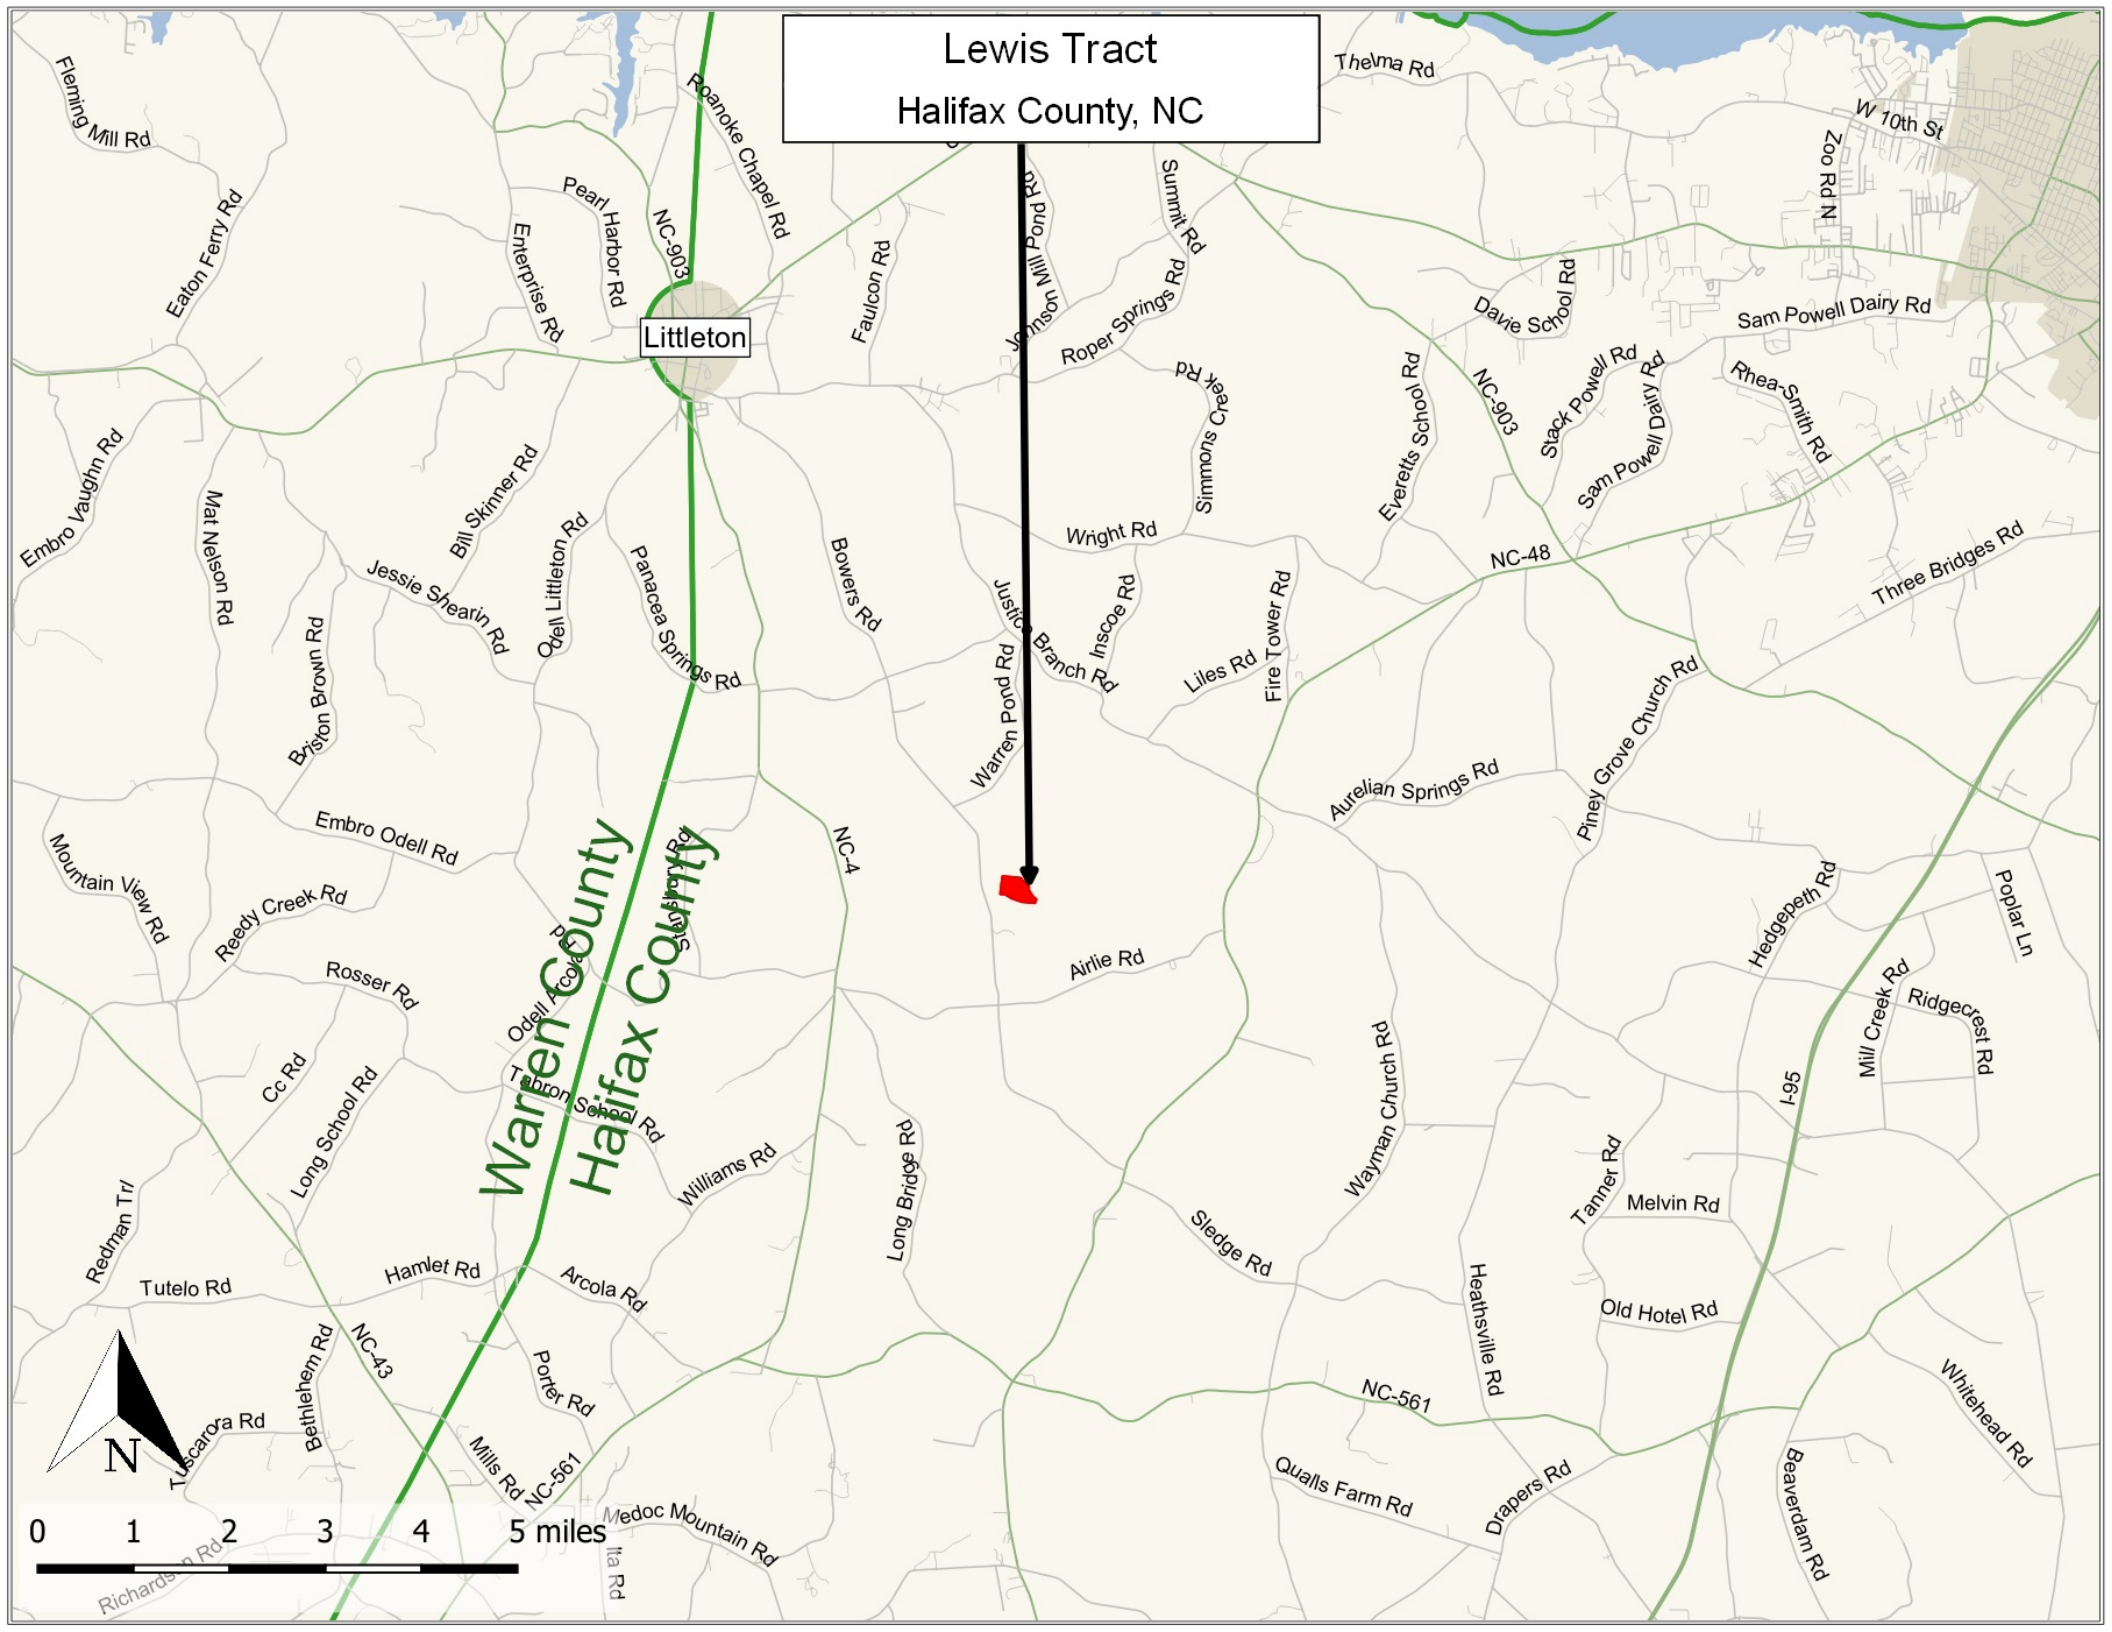 Lewis Tract
Halifax County, NC
Fleming Mill Rd
Roanoke Chapel Rd
Thelma Rd
W 10th St
Zoo Rd N
Eaton Ferry Rd
Pearl Harbor Rd
NC-903
Enterprise Rd
Faulcon Rd
Johnson Mill Pond Rd
Summit Rd
Roper Springs Rd
Davie School Rd
Sam Powell Dairy Rd
Littleton
Simmons Creek Rd
Everetts School Rd
NC-903
Stack Powell Rd
Sam Powell Dairy Rd
Rhea-Smith Rd
Embro Vaughn Rd
Mat Nelson Rd
Bill Skinner Rd
Jessie Shearin Rd
Odell Littleton Rd
Panacea Springs Rd
Bowers Rd
Wright Rd
NC-48
Three Bridges Rd
Justice Branch Rd
Inscoe Rd
Liles Rd
Fire Tower Rd
Briston Brown Rd
Warren Pond Rd
Piney Grove Church Rd
Aurelian Springs Rd
Embro Odell Rd
Mountain View Rd
Reedy Creek Rd
Rosser Rd
NC-4
Warren County
Halifax County
Odell Arcola Rd
Airlie Rd
Hedgepeth Rd
Poplar Ln
Mill Creek Rd
Ridgecrest Rd
I-95
Cc Rd
Long School Rd
Tabron School Rd
Williams Rd
Long Bridge Rd
Wayman Church Rd
Tanner Rd
Melvin Rd
Redman Trl
Tutelo Rd
Hamlet Rd
Arcola Rd
Sledge Rd
Heathsville Rd
Old Hotel Rd
NC-43
Bethlehem Rd
Porter Rd
NC-561
Whitehead Rd
Tuscarora Rd
N
Mills Rd
NC-561
Qualls Farm Rd
Drapers Rd
Beaverdam Rd
Medoc Mountain Rd
0 1 2 3 4 5 miles
Richardson Rd
Rd